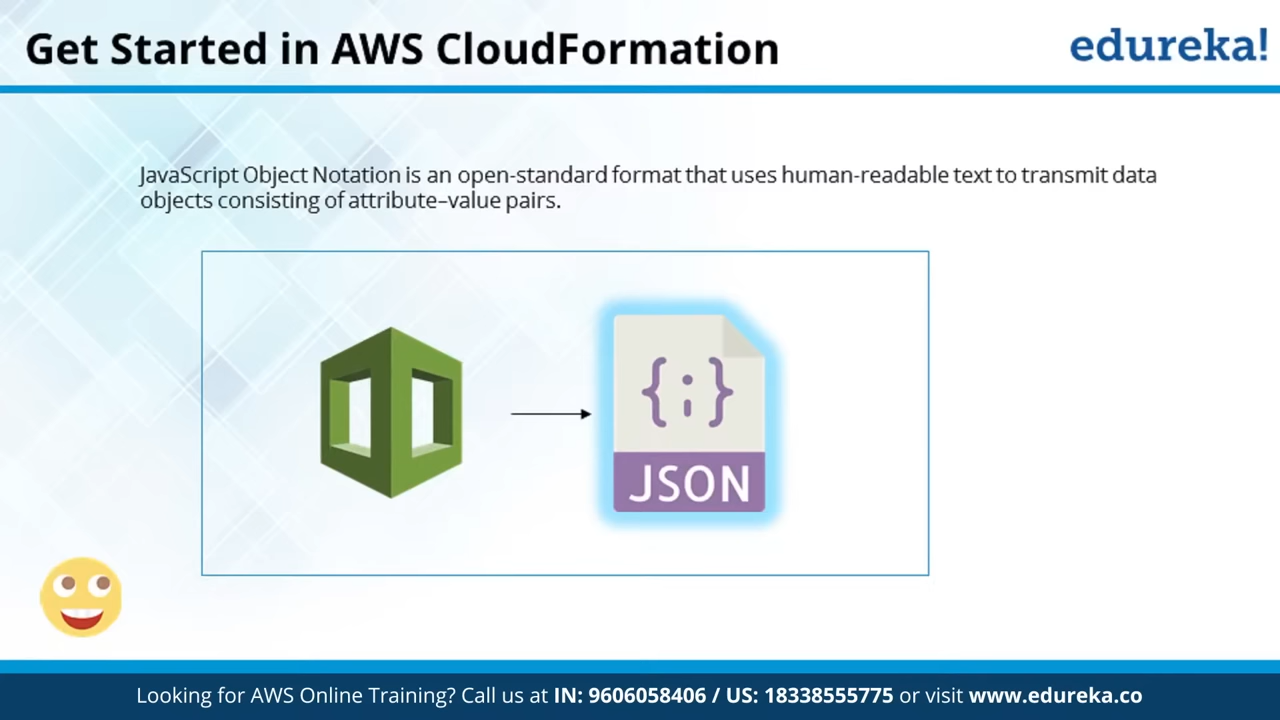 Get Started in AWS CloudFormation
edureka!
JavaScript Object Notation is an open-standard format that uses human-readable text to transmit data
objects consisting of attribute–value pairs.
{;}
JSON
Looking for AWS Online Training? Call us at IN: 9606058406 / US: 18338555775 or visit www.edureka.co